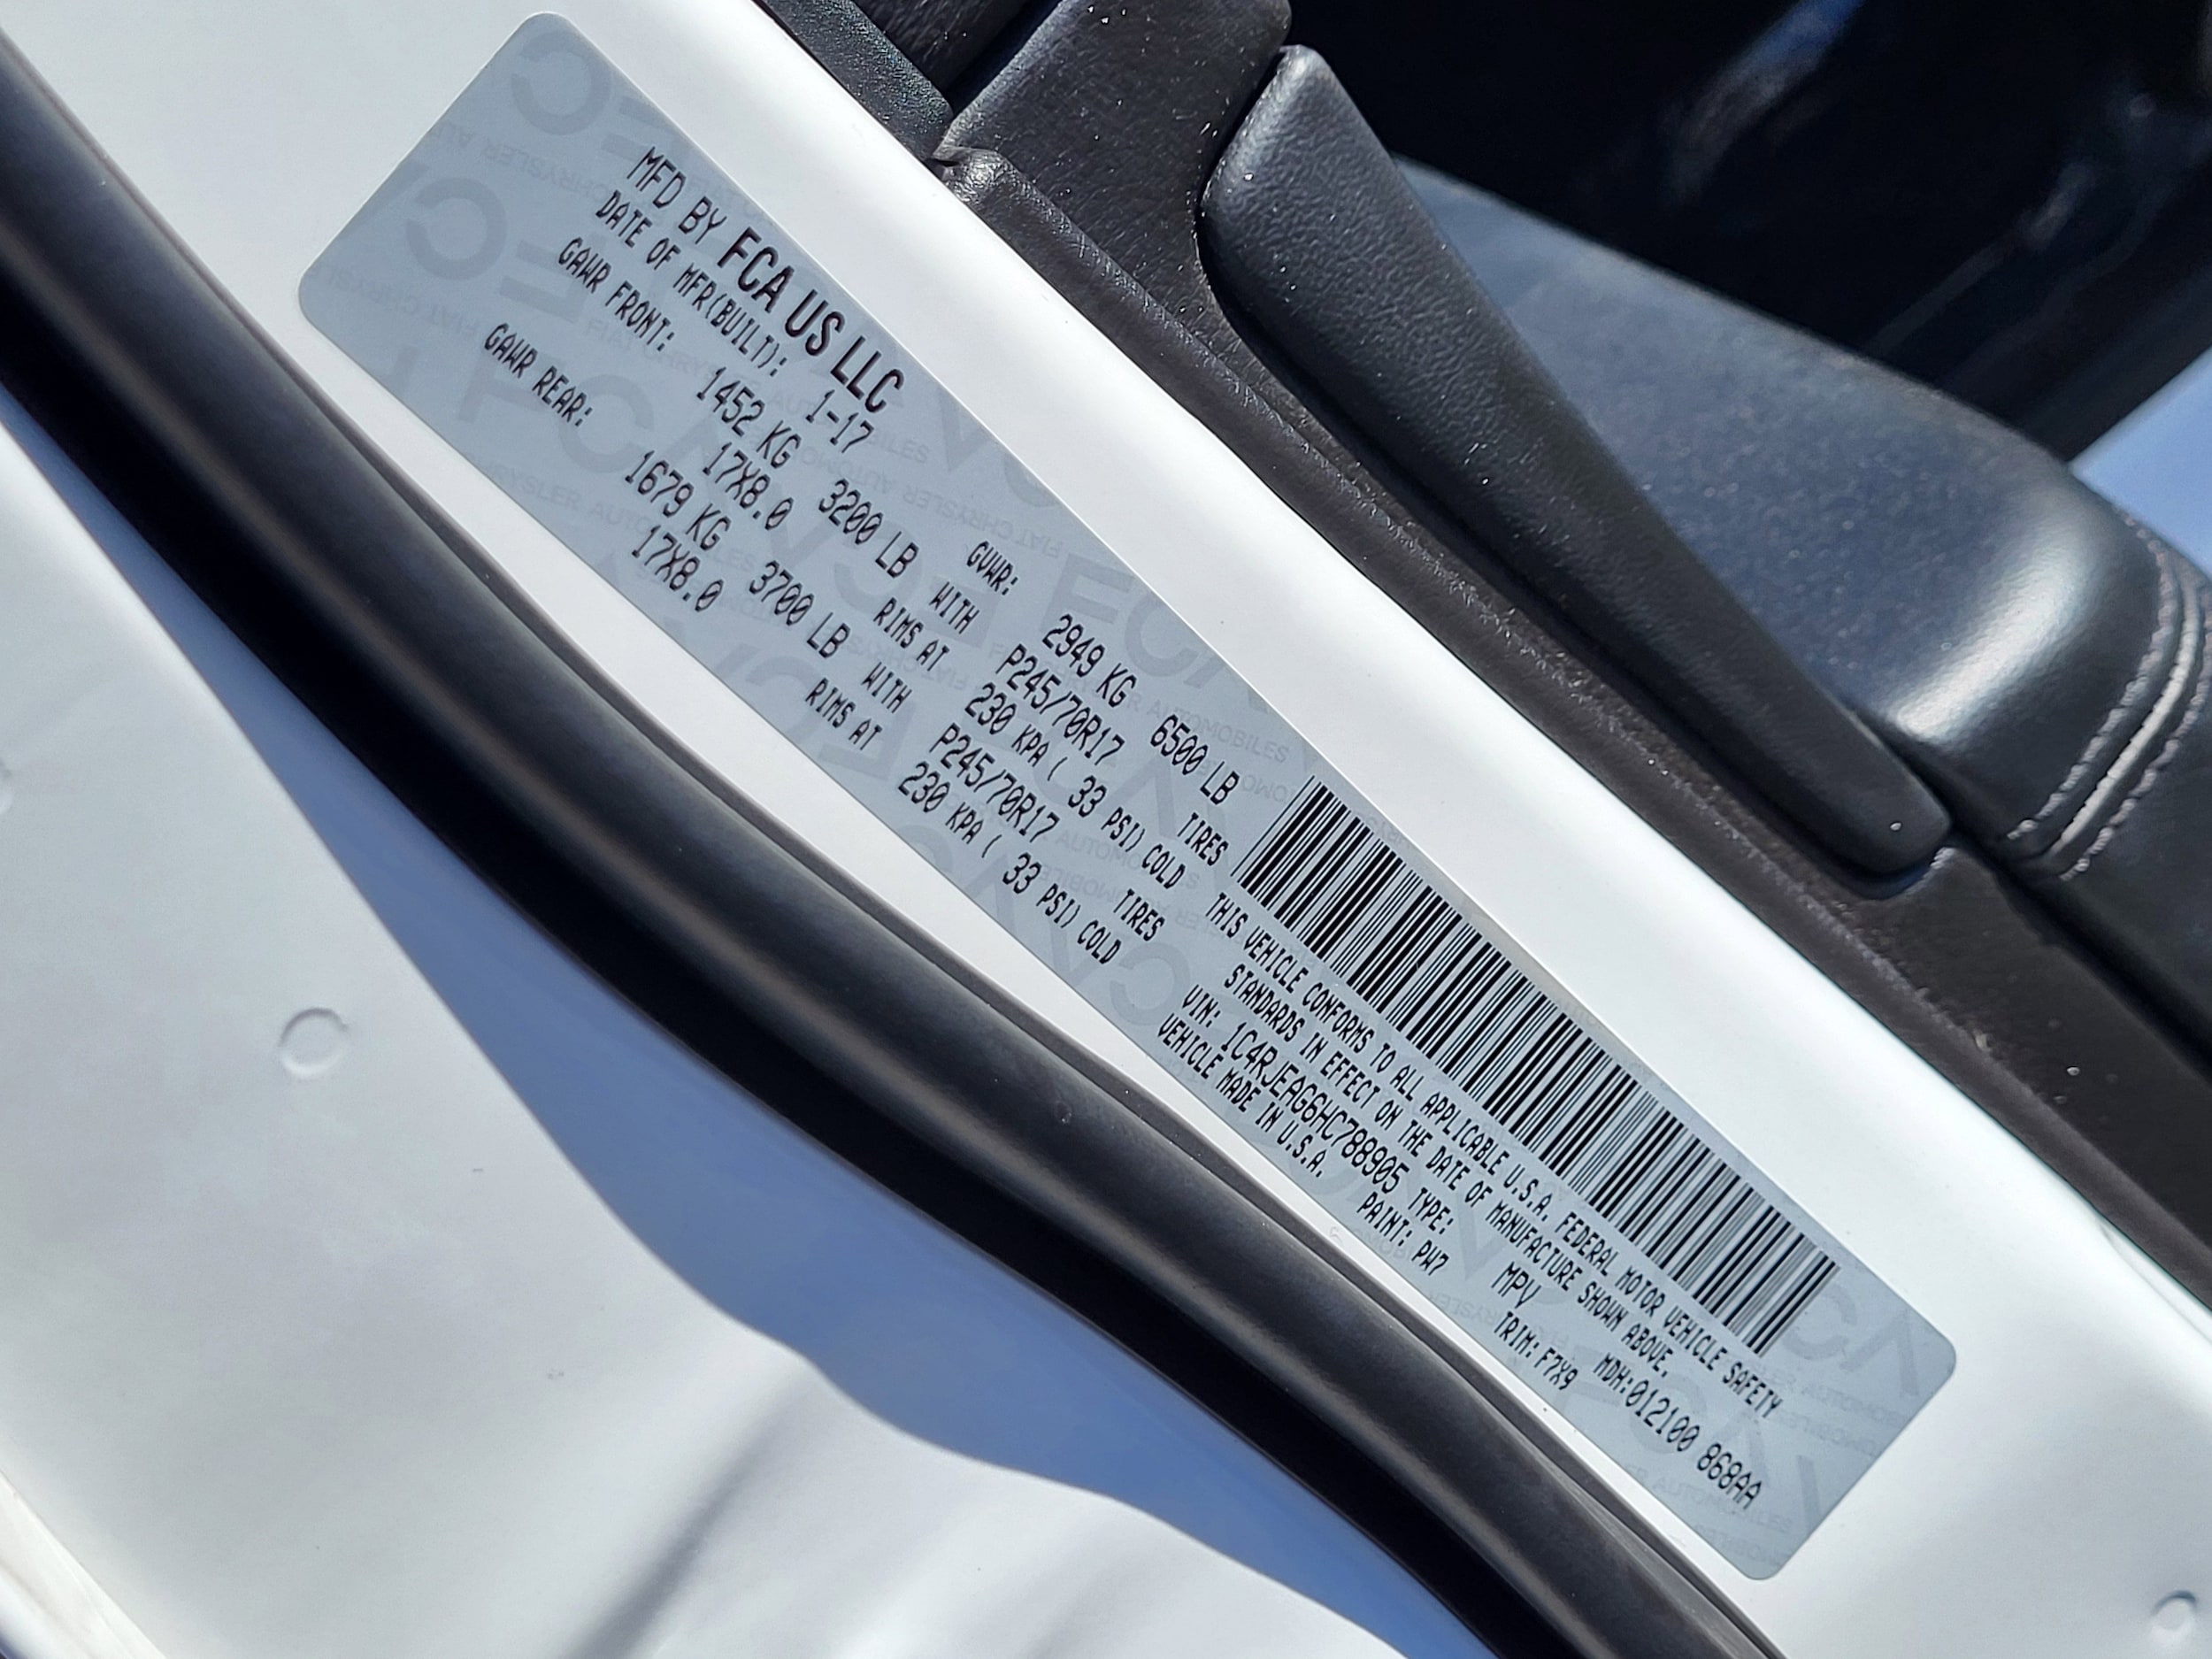 MFD BY FCA US LLC
DATE OF MFR(BUILT): 1-17 GVWR: 2949 KG 6500 LB
GAWR FRONT: 1452 KG 3200 LB WITH P245/70R17 TIRES
17X8.0 RIMS AT 230 KPA ( 33 PSI) COLD
GAWR REAR: 1679 KG 3700 LB WITH P245/70R17 TIRES
17X8.0 RIMS AT 230 KPA ( 33 PSI) COLD
THIS VEHICLE CONFORMS TO ALL APPLICABLE U.S.A. FEDERAL MOTOR VEHICLE SAFETY
STANDARDS IN EFFECT ON THE DATE OF MANUFACTURE SHOWN ABOVE.
VIN: 1C4RJEAG6HC788905 TYPE: MPV MDH:012100 868AA
VEHICLE MADE IN U.S.A. PAINT: PW7 TRIM:F7X9